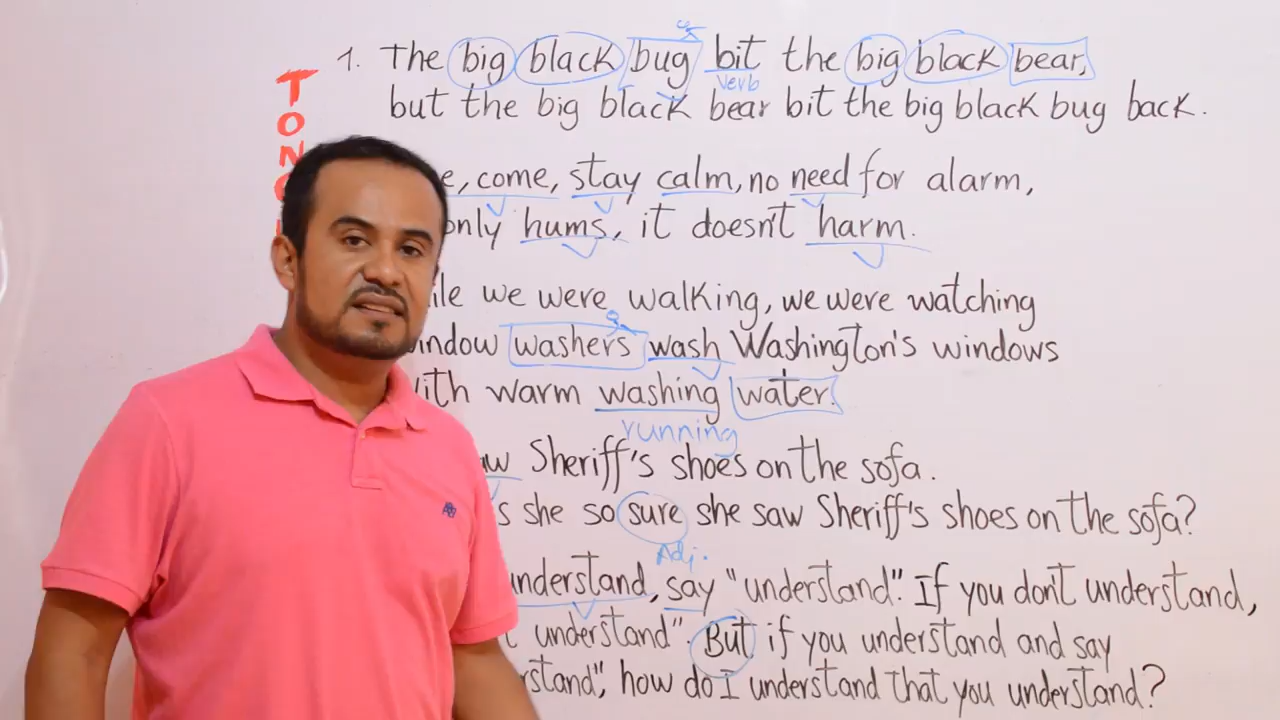 TONG
1. The big black bug bit the big black bear,
verb
but the big black bear bit the big black bug back.
come, stay calm, no need for alarm,
only hums, it doesn't harm.
we were walking, we were watching
washers wash Washington's windows
warm washing water.
running
Sheriff's shoes on the sofa.
she so sure she saw Sheriff's shoes on the sofa?
Adj.
understand, say "understand". If you don't understand,
understand". But if you understand and say
how do I understand that you understand?